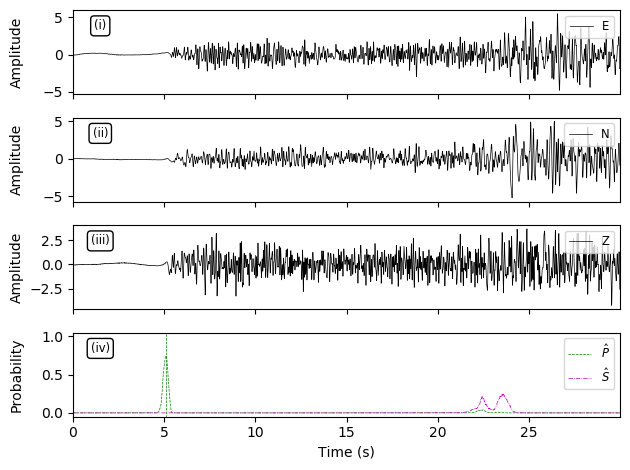 Amplitude
5
0
−5
(i)
E
Amplitude
5
0
−5
(ii)
N
Amplitude
2.5
0.0
−2.5
(iii)
Z
Probability
1.0
0.5
0.0
(iv)
P̂
Ŝ
0 5 10 15 20 25
Time (s)